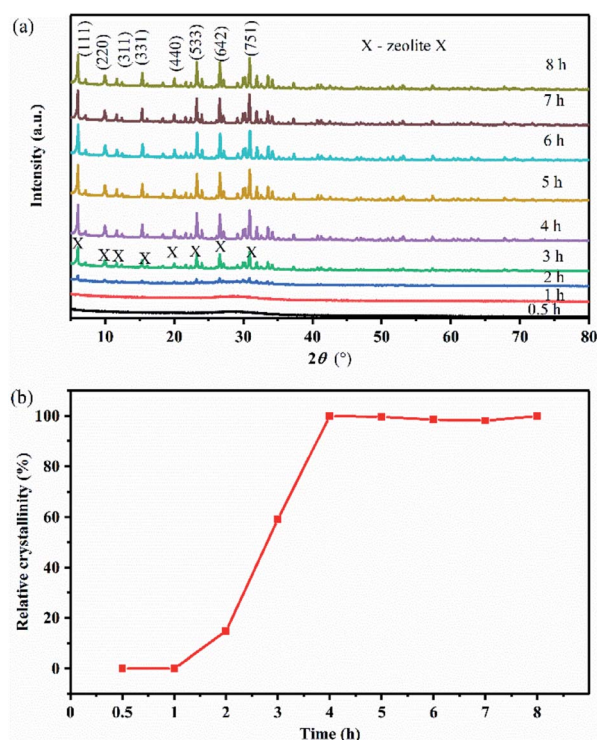 (a)
(111) (220) (311) (331) (440) (533) (642) (751)
X - zeolite X
8 h
7 h
6 h
5 h
4 h
X X X X X X X X
3 h
2 h
1 h
0.5 h
Intensity (a.u.)
5 10 20 30 40 50 60 70 80
2θ (°)
(b)
100
80
60
40
20
0
Relative crystallinity (%)
0 0.5 1 2 3 4 5 6 7 8
Time (h)